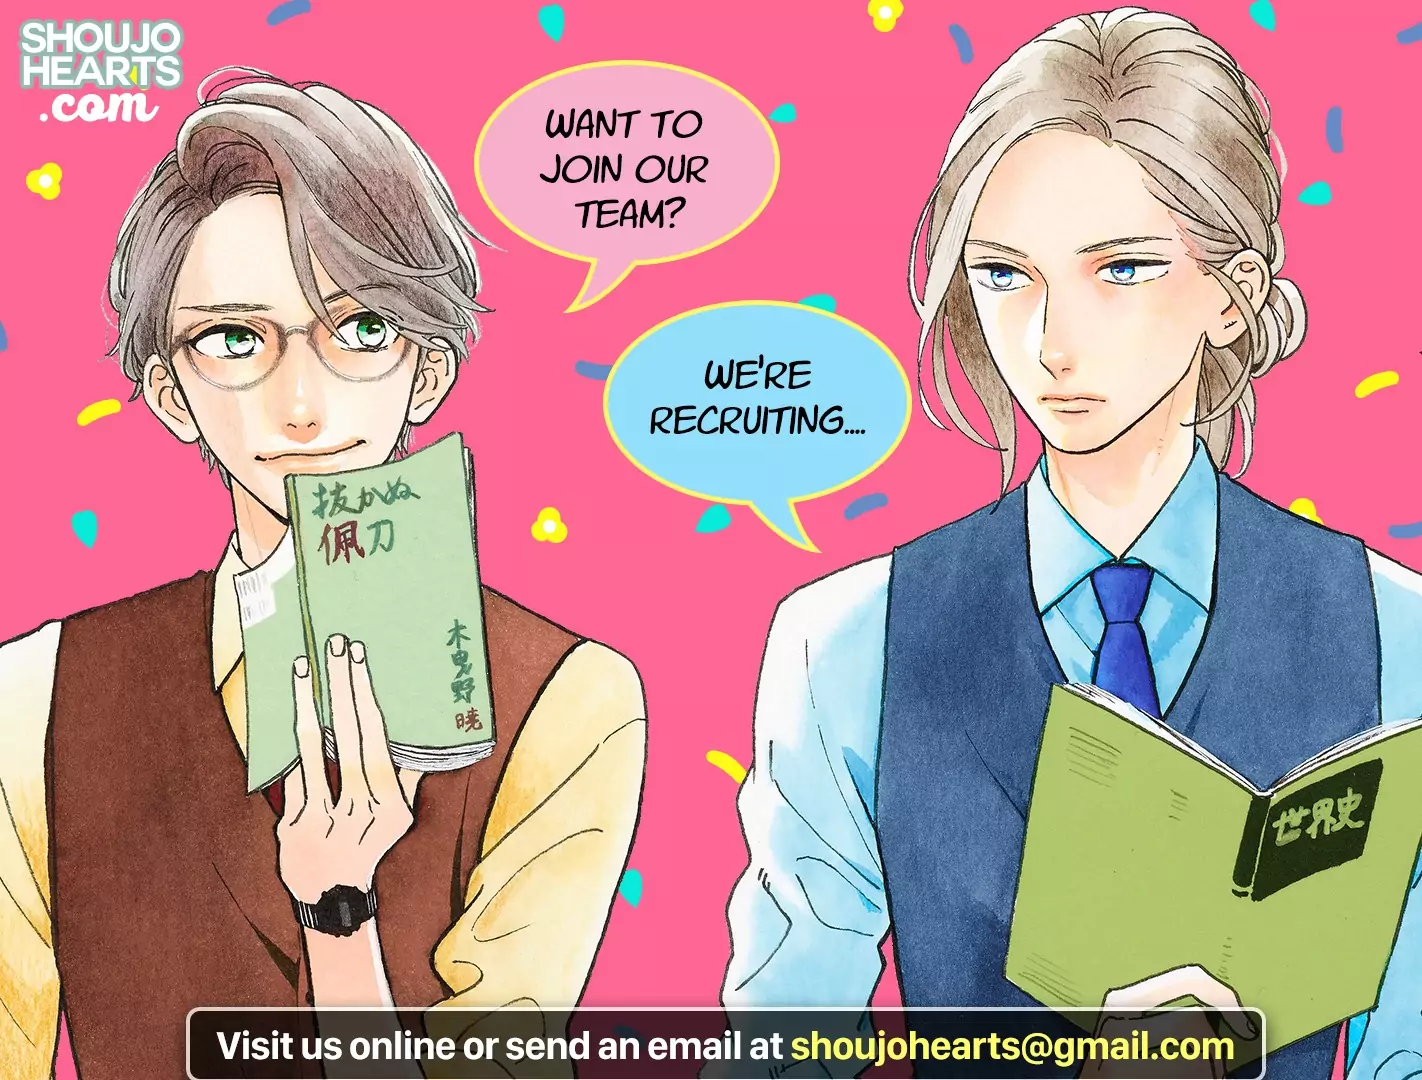 SHOUJO
HEARTS
.com
WANT TO
JOIN OUR
TEAM?
WE'RE
RECRUITING....
抜かぬ
佩刀
木曳野
暁
世界史
Visit us online or send an email at shoujohearts@gmail.com